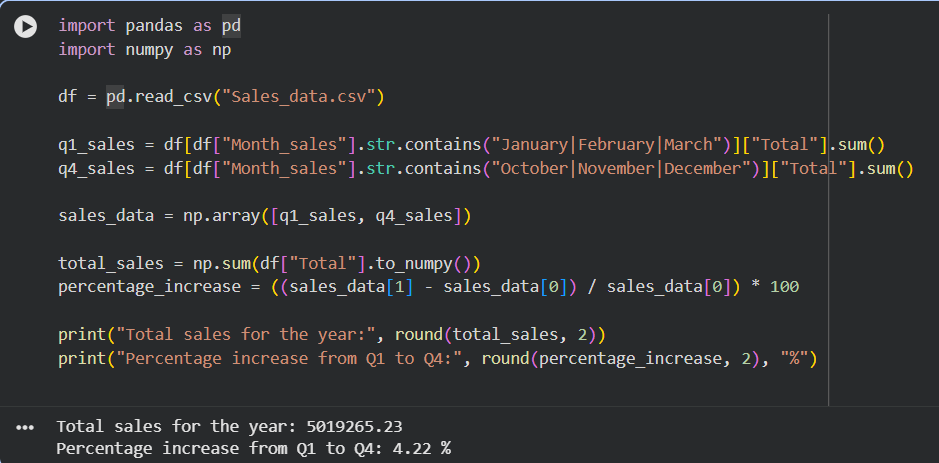 import pandas as pd
import numpy as np
df = pd.read_csv("Sales_data.csv")
q1_sales = df[df["Month_sales"].str.contains("January|February|March")]["Total"].sum()
q4_sales = df[df["Month_sales"].str.contains("October|November|December")]["Total"].sum()
sales_data = np.array([q1_sales, q4_sales])
total_sales = np.sum(df["Total"].to_numpy())
percentage_increase = ((sales_data[1] - sales_data[0]) / sales_data[0]) * 100
print("Total sales for the year:", round(total_sales, 2))
print("Percentage increase from Q1 to Q4:", round(percentage_increase, 2), "%")
Total sales for the year: 5019265.23
Percentage increase from Q1 to Q4: 4.22 %